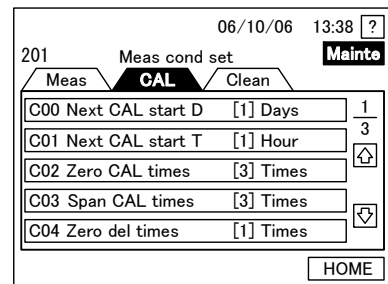 06/10/06 13:38 ?
201 Meas cond set Mainte
Meas CAL Clean
C00 Next CAL start D [1] Days
1
3
C01 Next CAL start T [1] Hour
C02 Zero CAL times [3] Times
C03 Span CAL times [3] Times
C04 Zero del times [1] Times
HOME